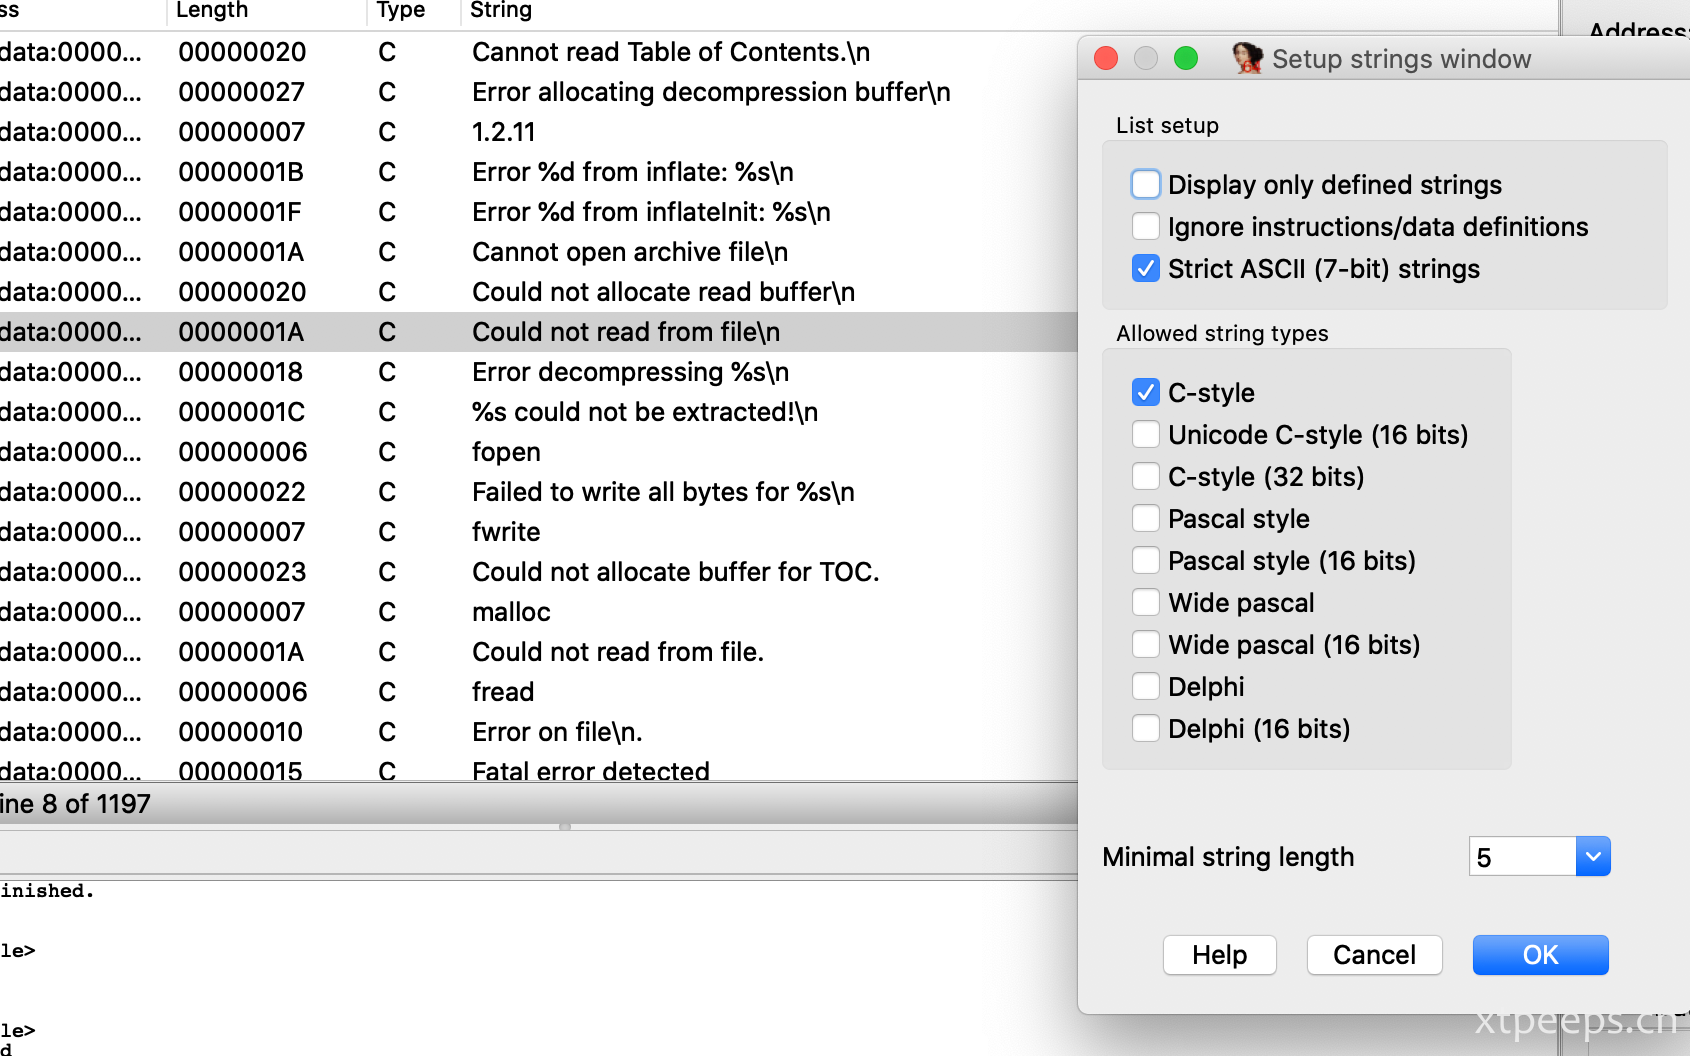 ss Length Type String
data:0000... 00000020 C Cannot read Table of Contents.\n
data:0000... 00000027 C Error allocating decompression buffer\n
data:0000... 00000007 C 1.2.11
data:0000... 0000001B C Error %d from inflate: %s\n
data:0000... 0000001F C Error %d from inflateInit: %s\n
data:0000... 0000001A C Cannot open archive file\n
data:0000... 00000020 C Could not allocate read buffer\n
data:0000... 0000001A C Could not read from file\n
data:0000... 00000018 C Error decompressing %s\n
data:0000... 0000001C C %s could not be extracted!\n
data:0000... 00000006 C fopen
data:0000... 00000022 C Failed to write all bytes for %s\n
data:0000... 00000007 C fwrite
data:0000... 00000023 C Could not allocate buffer for TOC.
data:0000... 00000007 C malloc
data:0000... 0000001A C Could not read from file.
data:0000... 00000006 C fread
data:0000... 00000010 C Error on file\n.
data:0000... 00000015 C Fatal error detected
ine 8 of 1197
inished.
le>
le>
d
Address:
Setup strings window
List setup
Display only defined strings
Ignore instructions/data definitions
Strict ASCII (7-bit) strings
Allowed string types
C-style
Unicode C-style (16 bits)
C-style (32 bits)
Pascal style
Pascal style (16 bits)
Wide pascal
Wide pascal (16 bits)
Delphi
Delphi (16 bits)
Minimal string length 5
Help Cancel OK
xtpeeps.cn